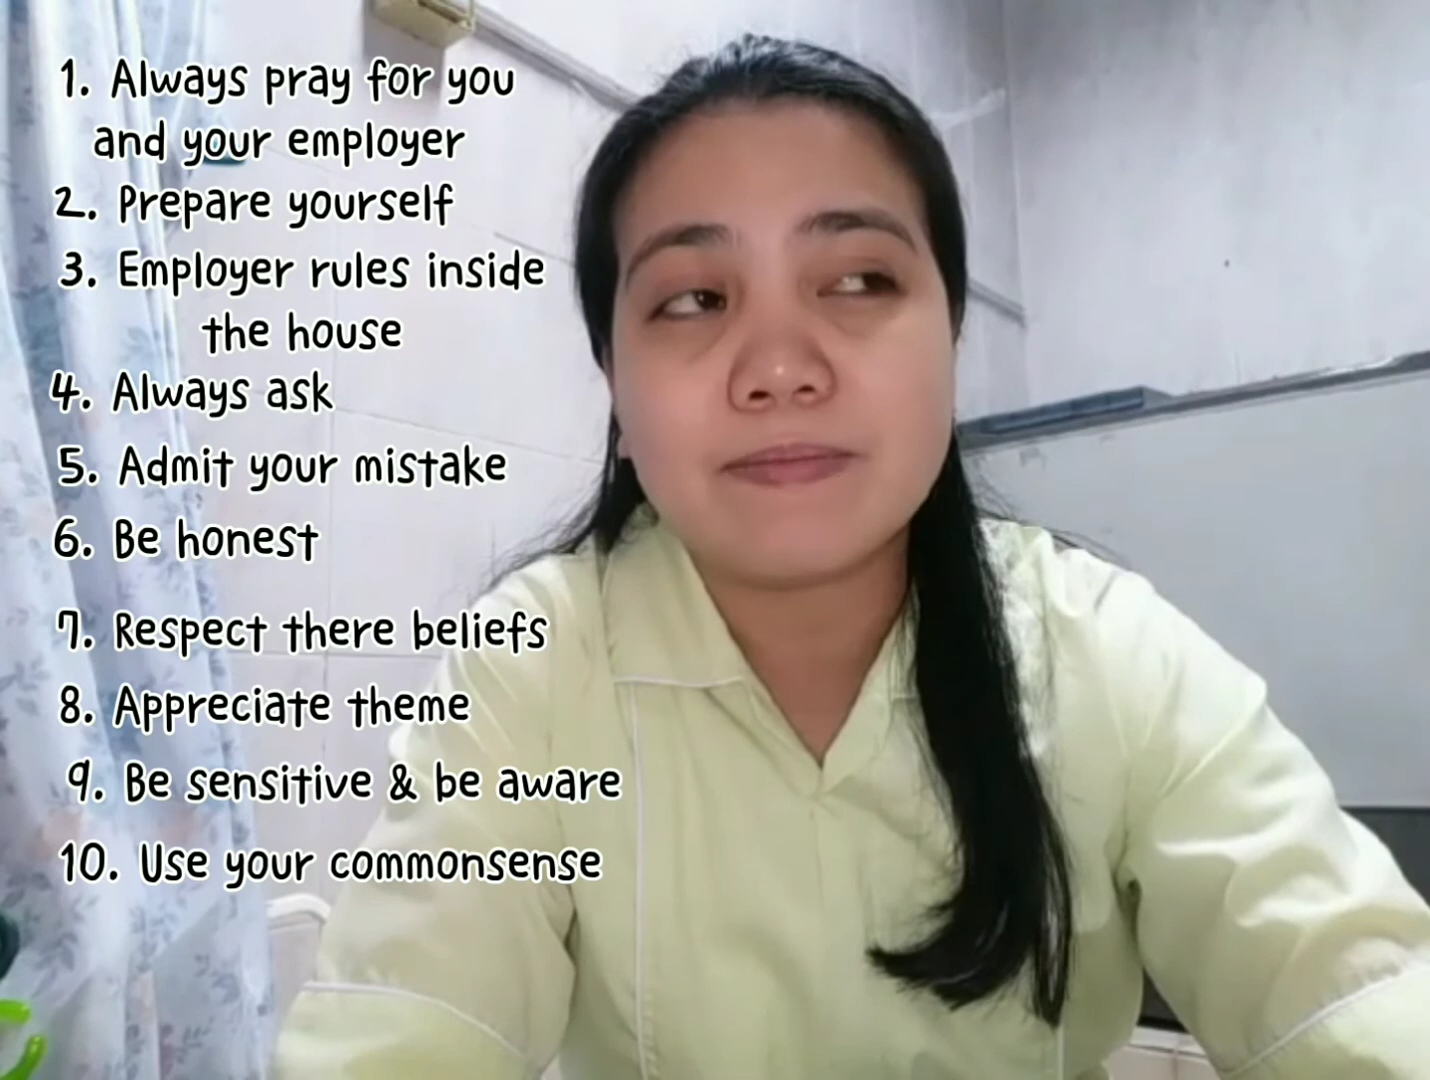 1. Always pray for you
and your employer
2. Prepare yourself
3. Employer rules inside
the house
4. Always ask
5. Admit your mistake
6. Be honest
7. Respect there beliefs
8. Appreciate theme
9. Be sensitive & be aware
10. Use your commonsense